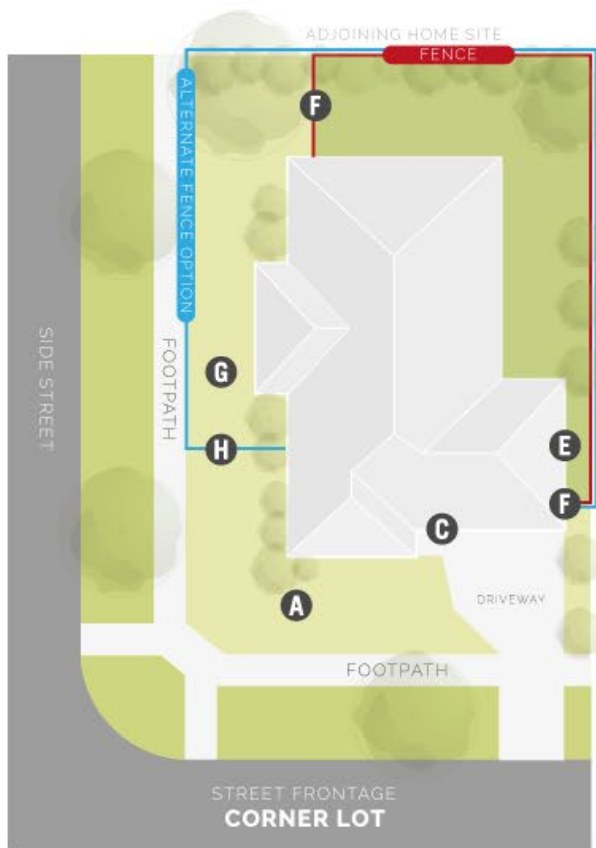 ADJOINING HOME SITE
FENCE
F
ALTERNATE FENCE OPTION
SIDE STREET
FOOTPATH
G
H
E
F
C
A
DRIVEWAY
FOOTPATH
STREET FRONTAGE
CORNER LOT